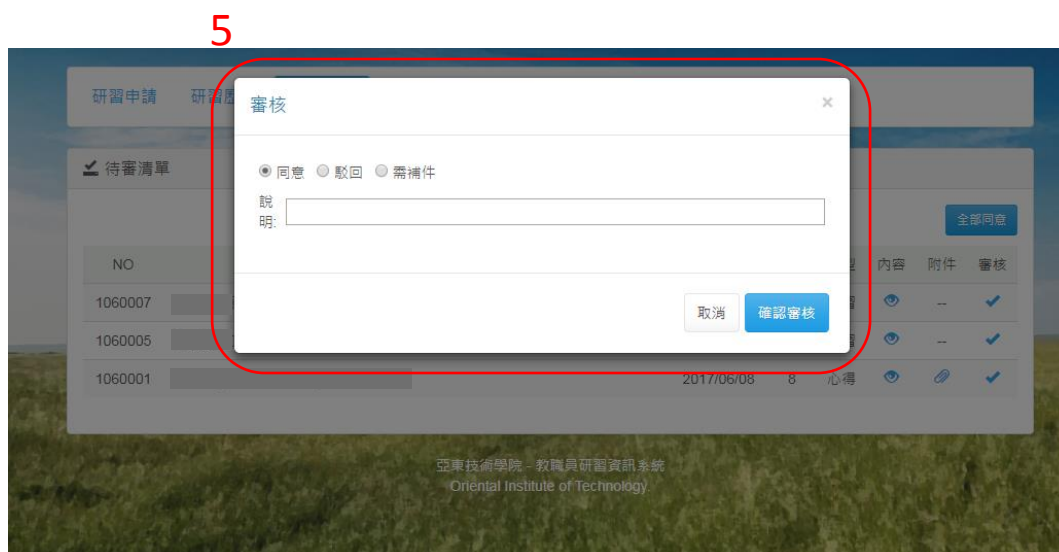 5
研習申請 研習歷
審核 ×
待審清單
同意 駁回 需補件
說
明:
全部同意
NO 內容 附件 審核
取消 確認審核
1060007 --
1060005 --
1060001 2017/06/08 8 心得
亞東技術學院 - 教職員研習資訊系統
Oriental Institute of Technology.